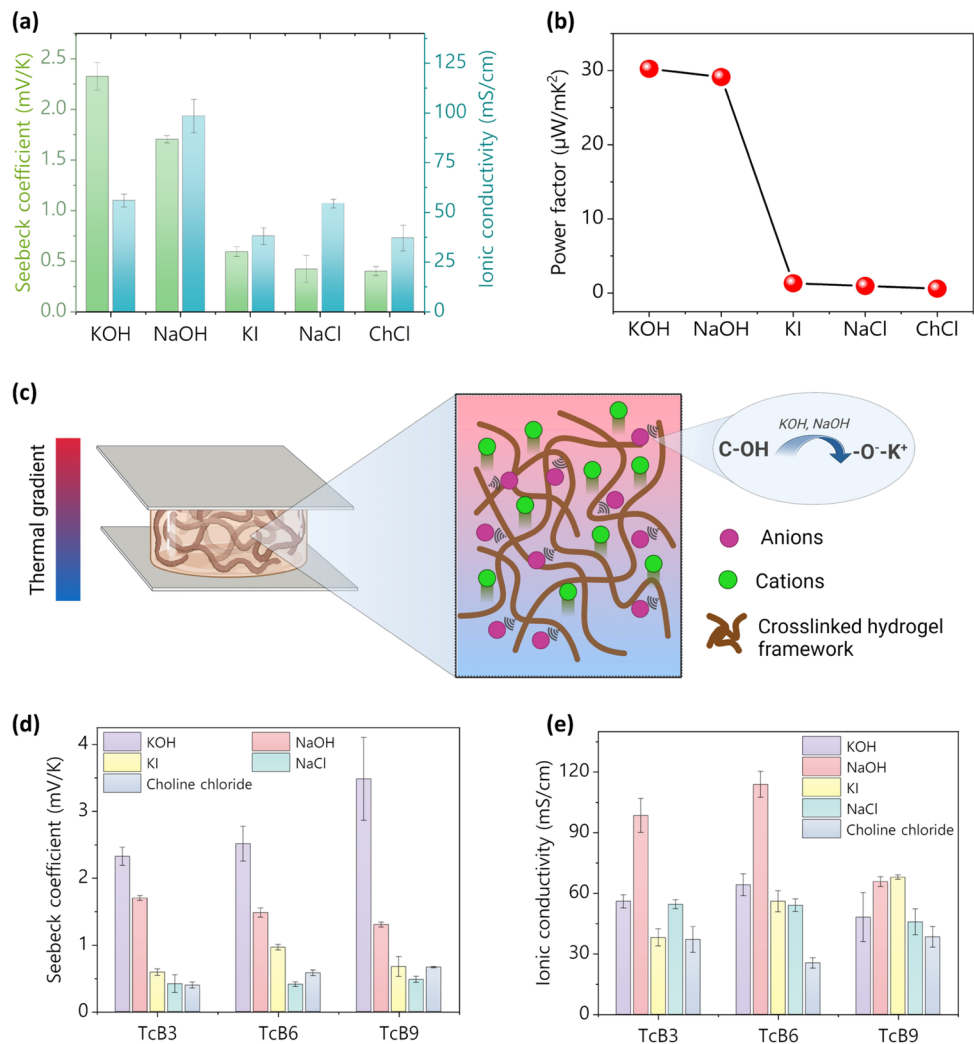 (a)
Seebeck coefficient (mV/K)
2.5
2.0
1.5
1.0
0.5
0.0
125
100
75
50
25
0
Ionic conductivity (mS/cm)
KOH NaOH KI NaCl ChCl
(b)
Power factor (µW/mK²)
30
20
10
0
KOH NaOH KI NaCl ChCl
(c)
Thermal gradient
KOH, NaOH
C-OH -O⁻-K⁺
Anions
Cations
Crosslinked hydrogel
framework
(d)
Seebeck coefficient (mV/K)
4
3
2
1
0
KOH NaOH
KI NaCl
Choline chloride
TcB3 TcB6 TcB9
(e)
Ionic conductivity (mS/cm)
120
90
60
30
0
KOH
NaOH
KI
NaCl
Choline chloride
TcB3 TcB6 TcB9